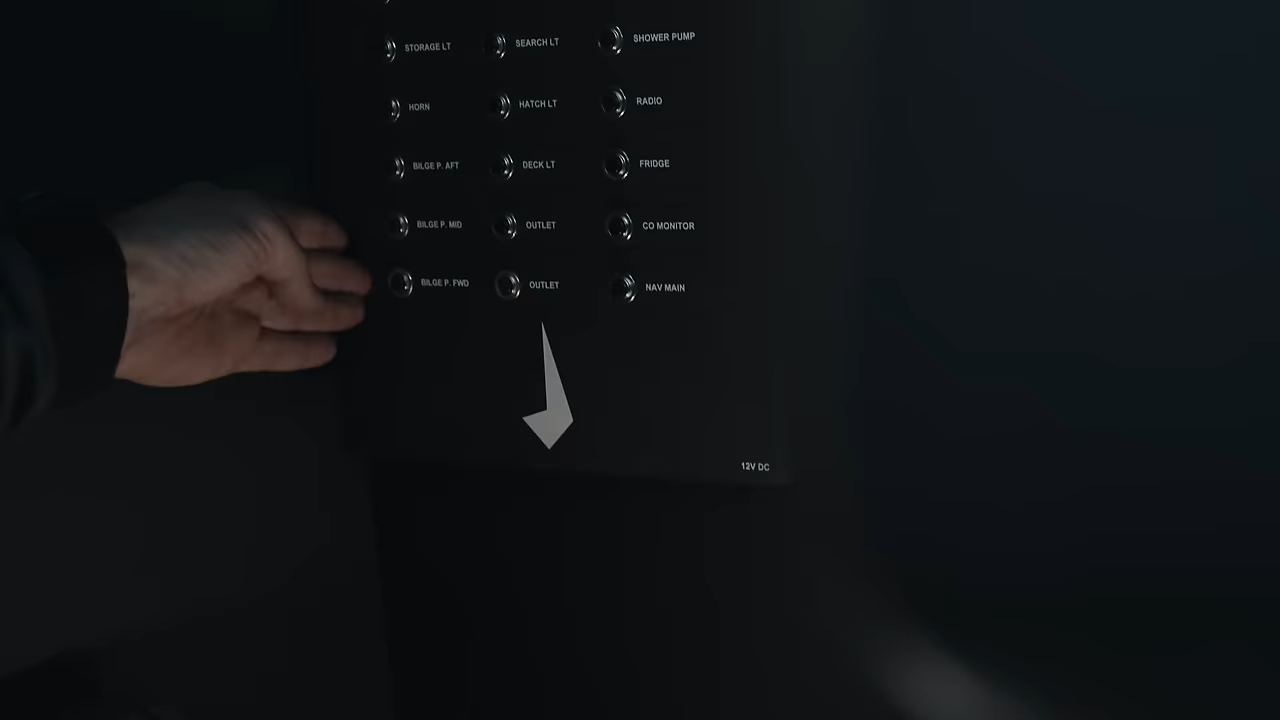 STORAGE LT SEARCH LT SHOWER PUMP
HORN HATCH LT RADIO
BILGE P. AFT DECK LT FRIDGE
BILGE P. MID OUTLET CO MONITOR
BILGE P. FWD OUTLET NAV MAIN
12V DC